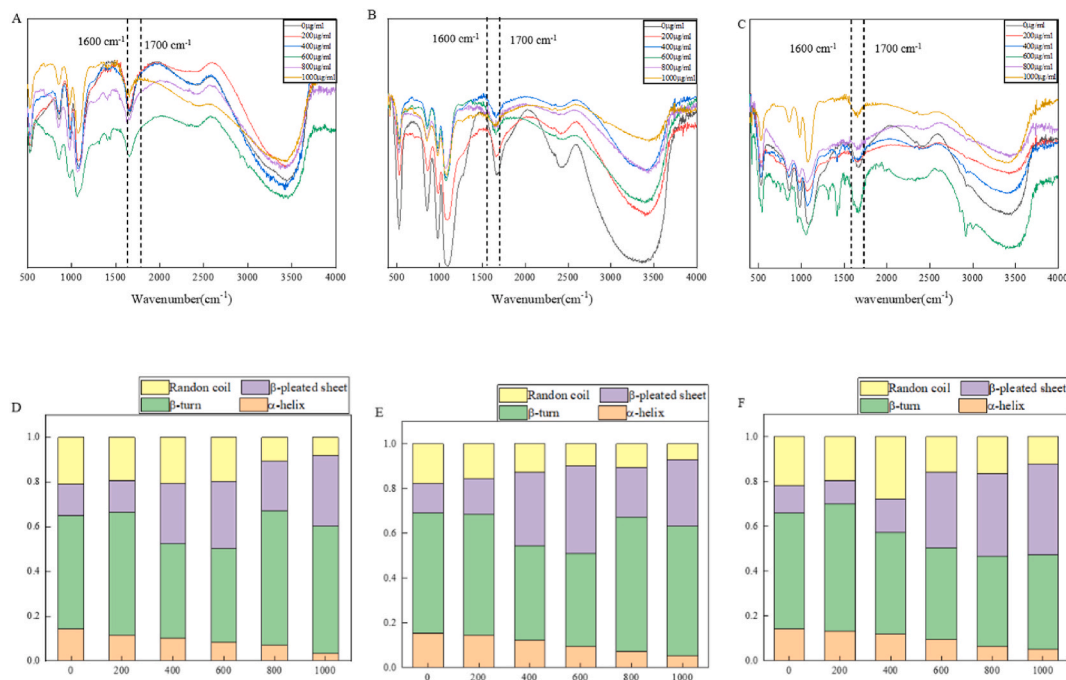 A
1600 cm-1
1700 cm-1
0μg/ml
200μg/ml
400μg/ml
600μg/ml
800μg/ml
1000μg/ml
500 1000 1500 2000 2500 3000 3500 4000
Wavenumber(cm-1)
B
1600 cm-1
1700 cm-1
0μg/ml
200μg/ml
400μg/ml
600μg/ml
800μg/ml
1000μg/ml
500 1000 1500 2000 2500 3000 3500 4000
Wavenumber(cm-1)
C
1600 cm-1
1700 cm-1
0μg/ml
200μg/ml
400μg/ml
600μg/ml
800μg/ml
1000μg/ml
500 1000 1500 2000 2500 3000 3500 4000
wavenumber(cm-1)
D
Randon coil β-pleated sheet
β-turn α-helix
1.0
0.8
0.6
0.4
0.2
0.0
0 200 400 600 800 1000
E
Randon coil β-pleated sheet
β-turn α-helix
1.0
0.8
0.6
0.4
0.2
0.0
0 200 400 600 800 1000
F
Randon coil β-pleated sheet
β-turn α-helix
1.0
0.8
0.6
0.4
0.2
0.0
0 200 400 600 800 1000